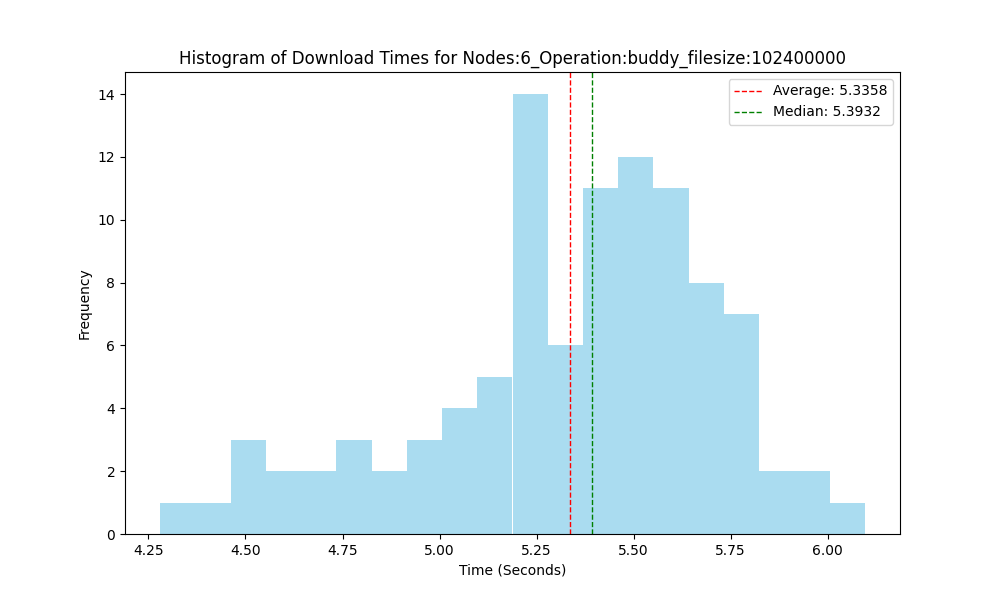 Histogram of Download Times for Nodes:6_Operation:buddy_filesize:102400000
Average: 5.3358
Median: 5.3932
14
12
10
8
6
4
2
0
Frequency
4.25 4.50 4.75 5.00 5.25 5.50 5.75 6.00
Time (Seconds)